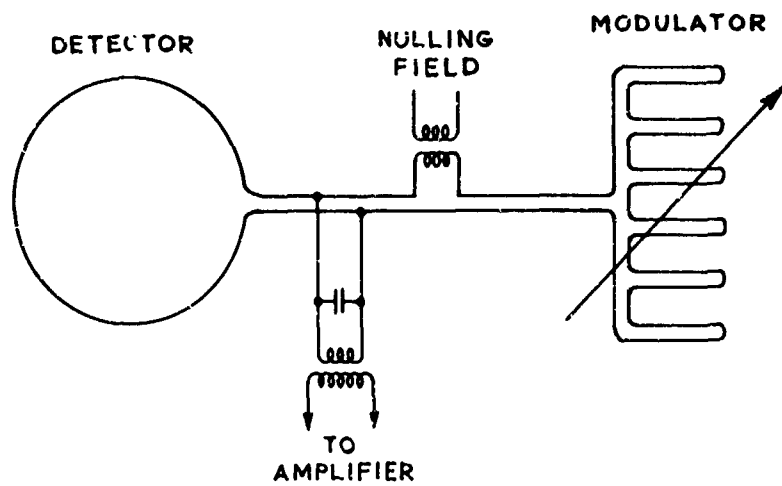 DETECTOR
NULLING
FIELD
MODULATOR
TO
AMPLIFIER